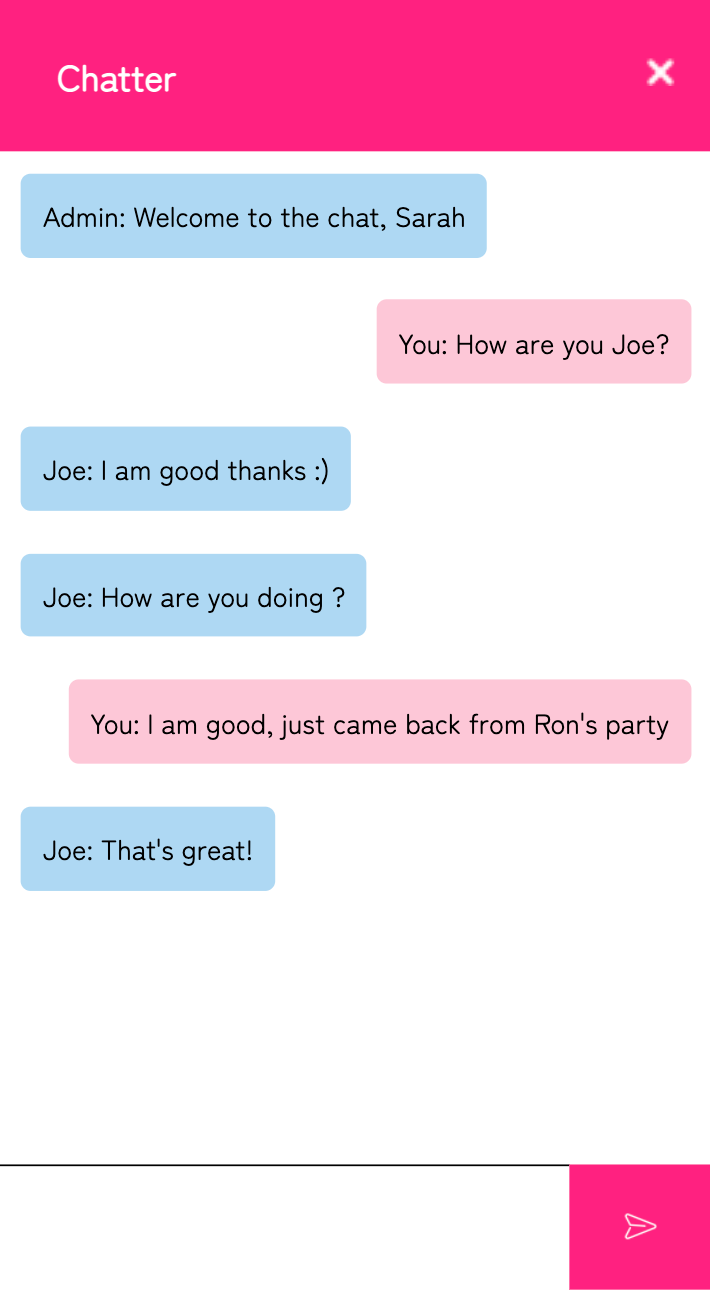 Chatter
Admin: Welcome to the chat, Sarah
You: How are you Joe?
Joe: I am good thanks :)
Joe: How are you doing ?
You: I am good, just came back from Ron's party
Joe: That's great!